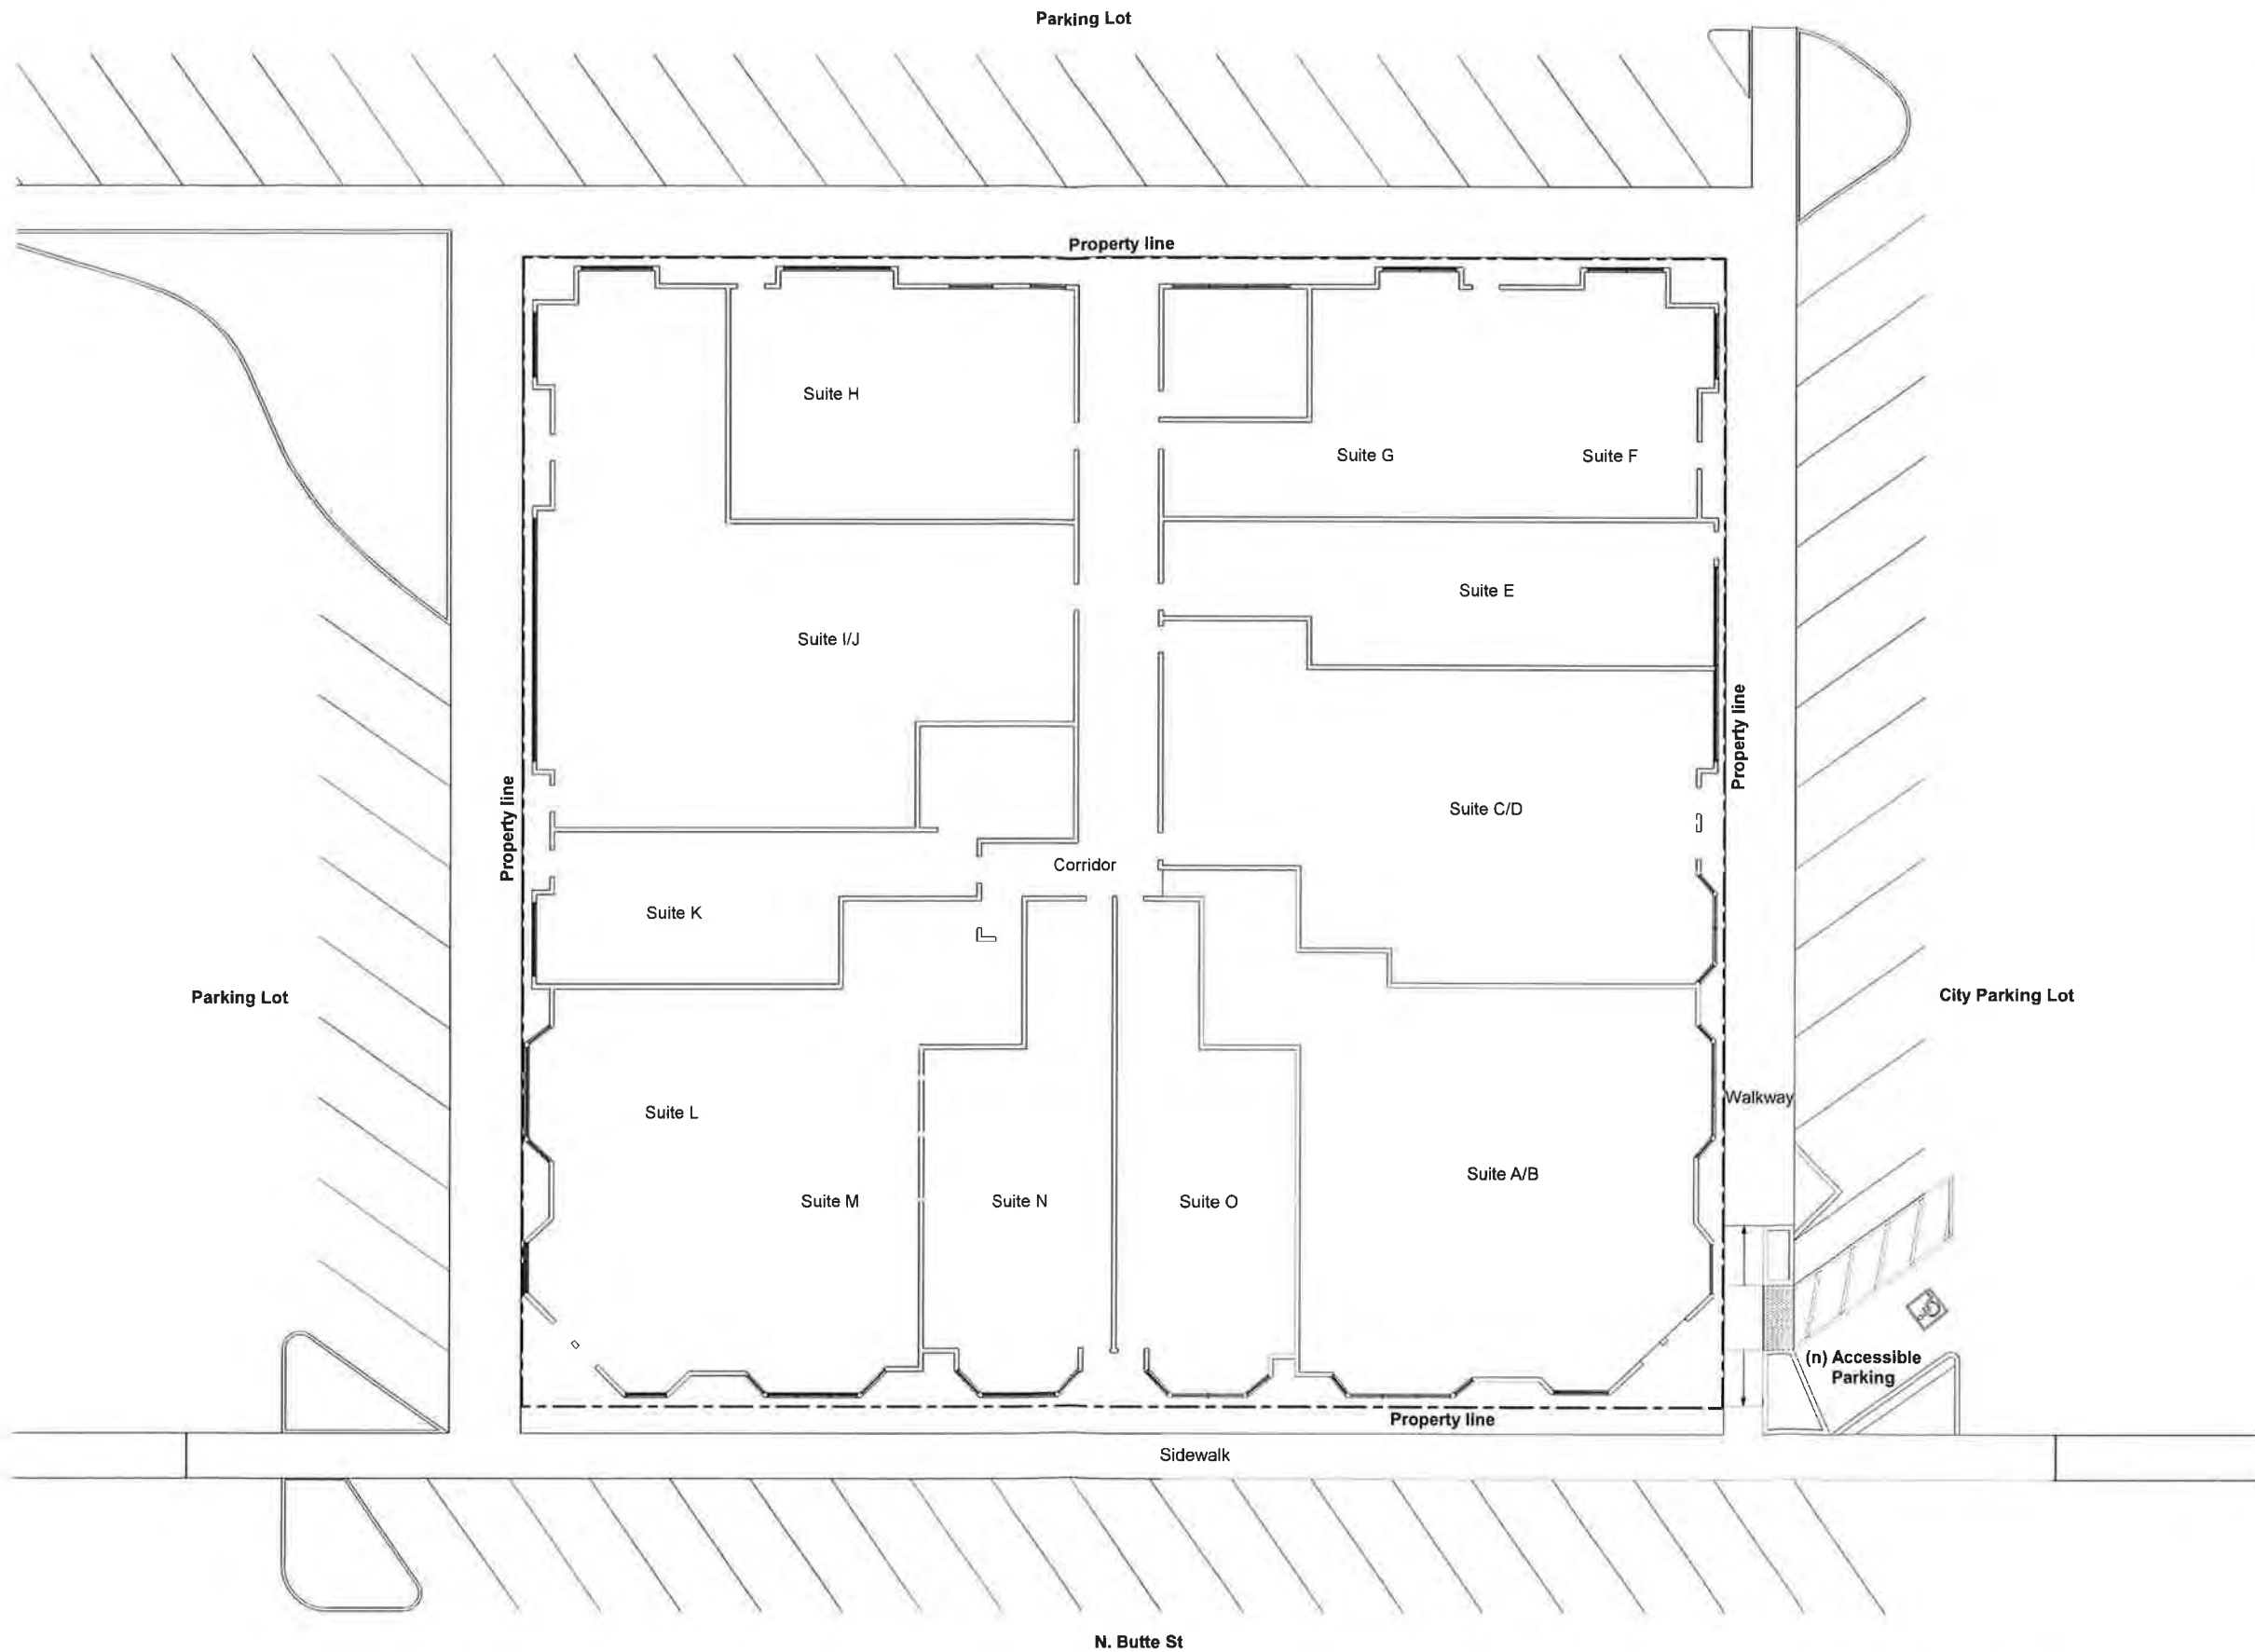 Parking Lot
Property line
Suite H
Suite G
Suite F
Suite E
Suite I/J
Property line
Property line
Suite C/D
Corridor
Suite K
Parking Lot
City Parking Lot
Walkway
Suite L
Suite A/B
Suite M
Suite N
Suite O
(n) Accessible
Parking
Property line
Sidewalk
N. Butte St